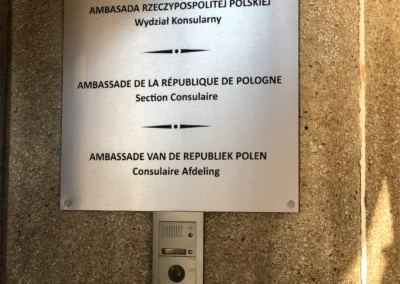 AMBASADA RZECZYPOSPOLITEJ POLSKIEJ
Wydział Konsularny
AMBASSADE DE LA RÉPUBLIQUE DE POLOGNE
Section Consulaire
AMBASSADE VAN DE REPUBLIEK POLEN
Consulaire Afdeling